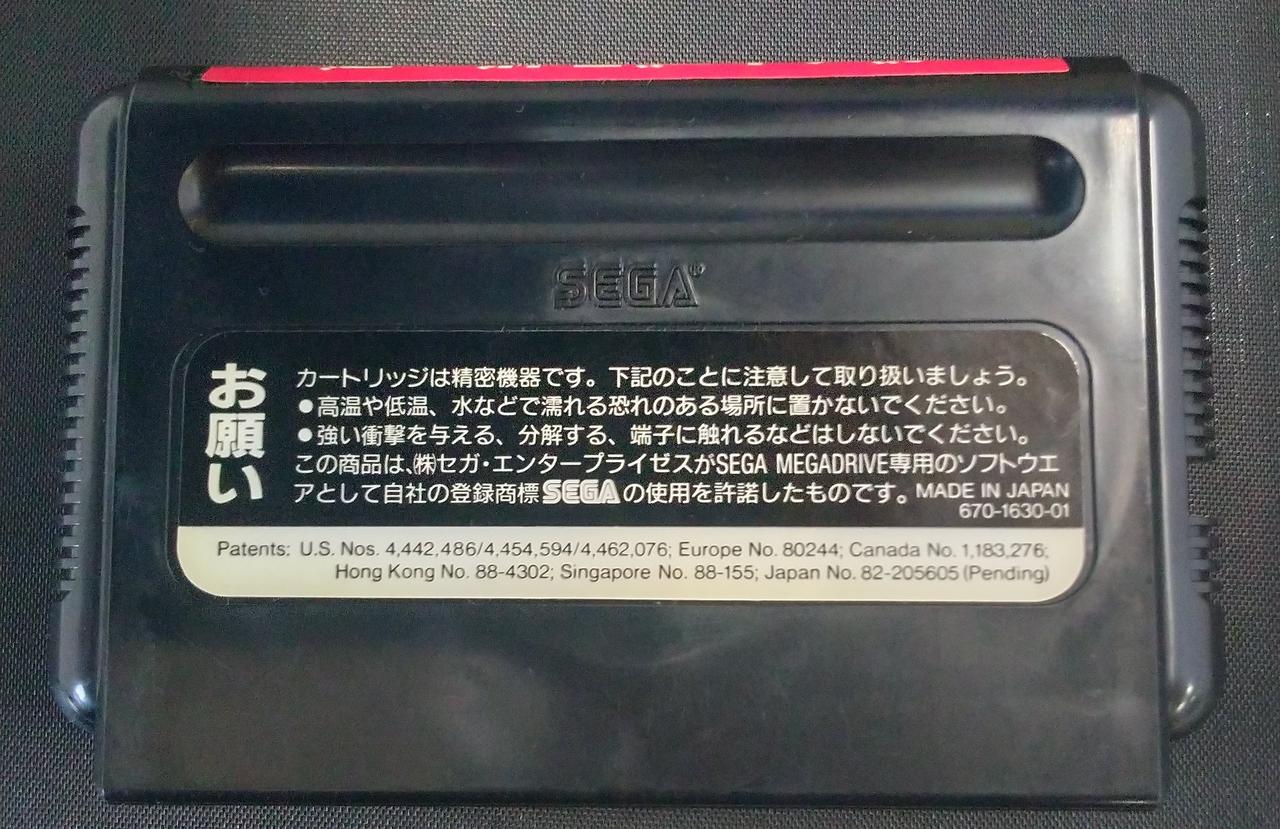 SEGA®
お願い
カートリッジは精密機器です。下記のことに注意して取り扱いましょう。
●高温や低温、水などで濡れる恐れのある場所に置かないでください。
●強い衝撃を与える、分解する、端子に触れるなどはしないでください。
この商品は、㈱セガ・エンタープライゼスがSEGA MEGADRIVE専用のソフトウエ
アとして自社の登録商標SEGAの使用を許諾したものです。MADE IN JAPAN
670-1630-01
Patents: U.S. Nos. 4,442,486/4,454,594/4,462,076; Europe No. 80244; Canada No. 1,183,276;
Hong Kong No. 88-4302; Singapore No. 88-155; Japan No. 82-205605 (Pending)